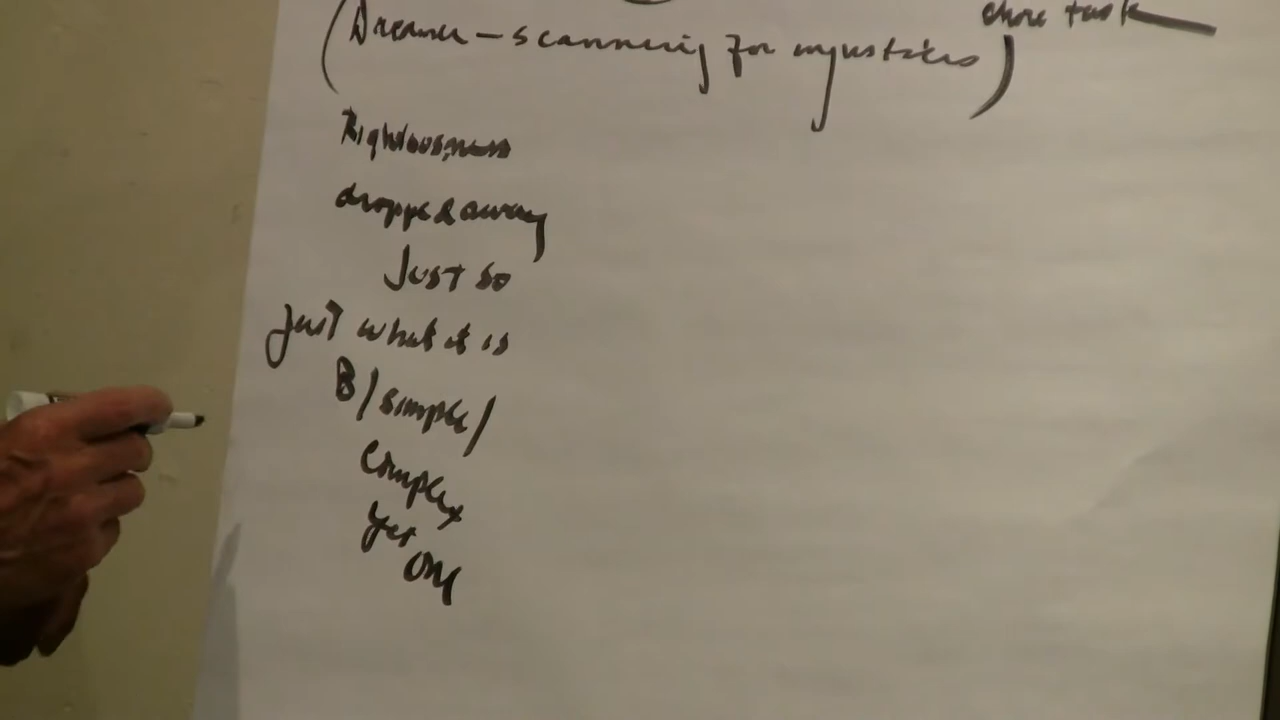 chore task
(Dreamer — scanning for injustices)
Righteousness
dropped away
Just so
Just what it is
B/simple/
complex
yet
one